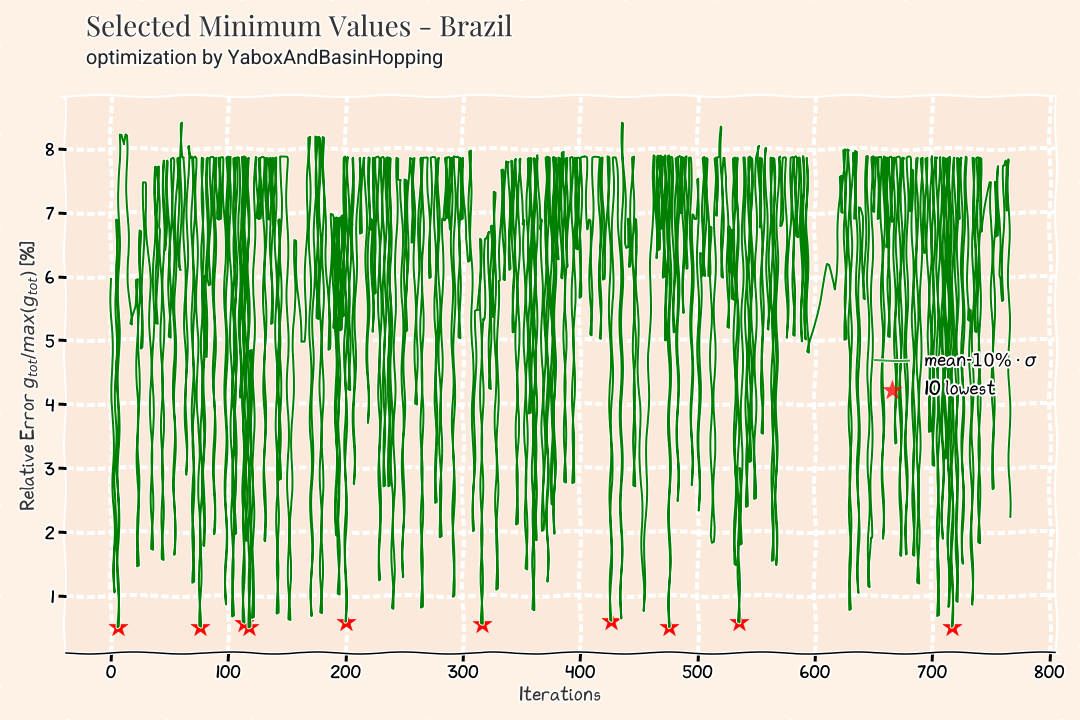 Selected Minimum Values - Brazil
optimization by YaboxAndBasinHopping
Relative Error g_tot/max(g_tot) [%]
8
7
6
5
4
3
2
1
mean-10% · σ
10 lowest
0 100 200 300 400 500 600 700 800
Iterations